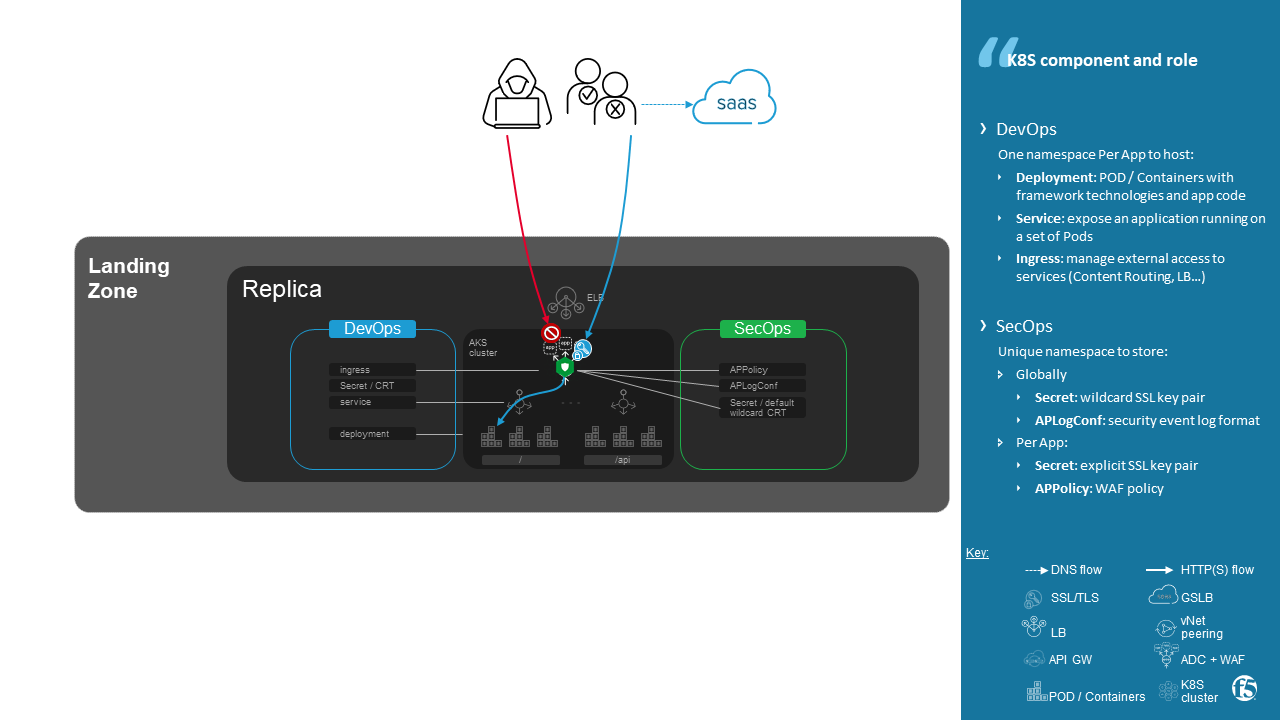 saas
Landing
Zone
Replica
ELB
DevOps
ingress
Secret / CRT
service
deployment
AKS
cluster
app
app
. . .
/
/api
SecOps
APPolicy
APLogConf
Secret / default
wildcard CRT
“
K8S component and role
DevOps
One namespace Per App to host:
Deployment: POD / Containers with
framework technologies and app code
Service: expose an application running on
a set of Pods
Ingress: manage external access to
services (Content Routing, LB…)
SecOps
Unique namespace to store:
Globally
Secret: wildcard SSL key pair
APLogConf: security event log format
Per App:
Secret: explicit SSL key pair
APPolicy: WAF policy
Key:
DNS flow
HTTP(S) flow
SSL/TLS
GSLB
LB
vNet
peering
API GW
ADC + WAF
POD / Containers
K8S
cluster
f5